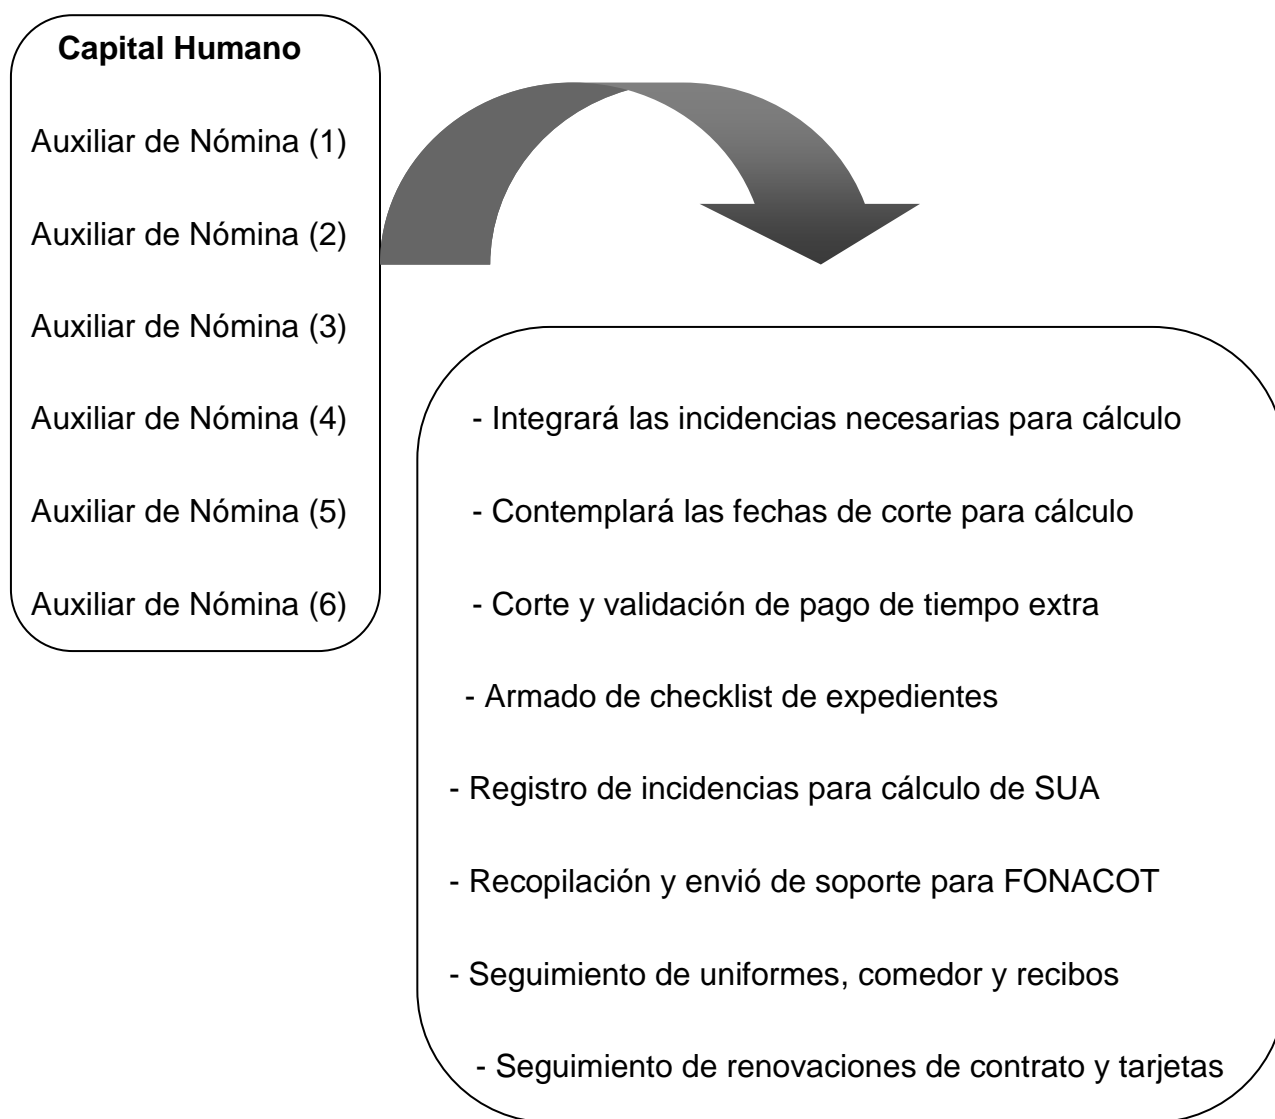 Capital Humano
Auxiliar de Nómina (1)
Auxiliar de Nómina (2)
Auxiliar de Nómina (3)
Auxiliar de Nómina (4)
Auxiliar de Nómina (5)
Auxiliar de Nómina (6)
- Integrará las incidencias necesarias para cálculo
- Contemplará las fechas de corte para cálculo
- Corte y validación de pago de tiempo extra
- Armado de checklist de expedientes
- Registro de incidencias para cálculo de SUA
- Recopilación y envió de soporte para FONACOT
- Seguimiento de uniformes, comedor y recibos
- Seguimiento de renovaciones de contrato y tarjetas